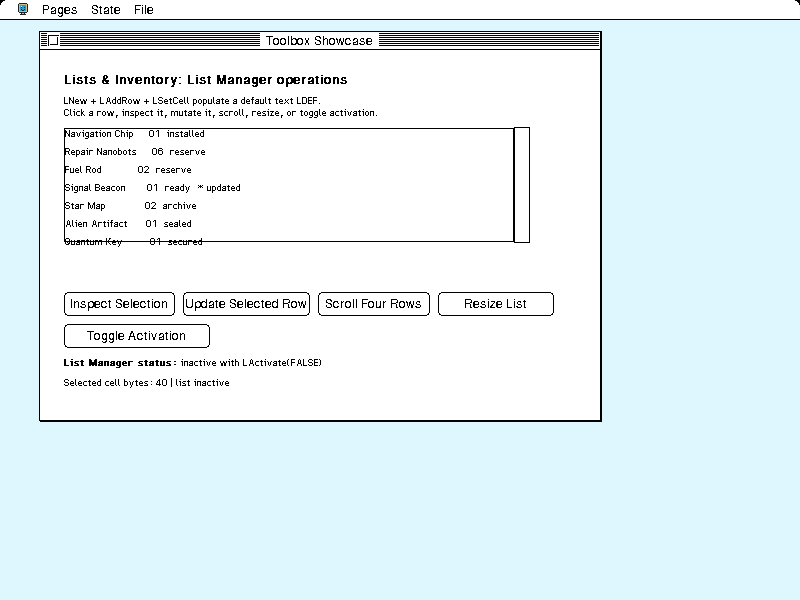 Pages State File
Toolbox Showcase
Lists & Inventory: List Manager operations
LNew + LAddRow + LSetCell populate a default text LDEF.
Click a row, inspect it, mutate it, scroll, resize, or toggle activation.
Navigation Chip 01 installed
Repair Nanobots 06 reserve
Fuel Rod 02 reserve
Signal Beacon 01 ready * updated
Star Map 02 archive
Alien Artifact 01 sealed
Quantum Key 01 secured
Inspect Selection Update Selected Row Scroll Four Rows Resize List
Toggle Activation
List Manager status: inactive with LActivate(FALSE)
Selected cell bytes: 40 | list inactive